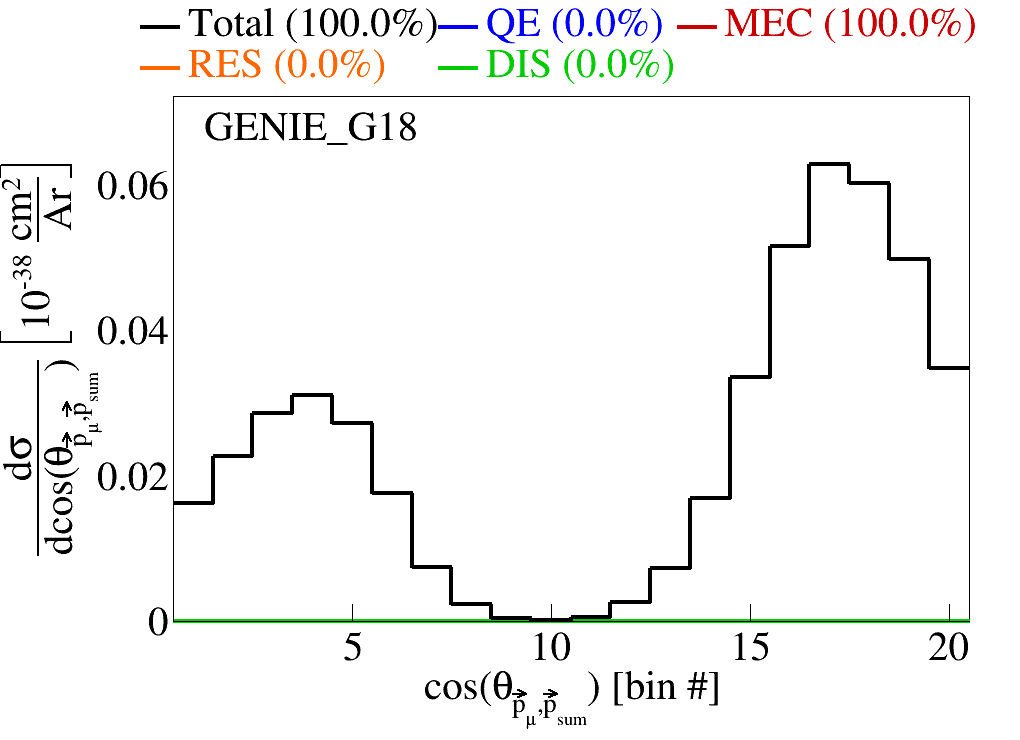 Total (100.0%) QE (0.0%) MEC (100.0%)
RES (0.0%) DIS (0.0%)
GENIE_G18
dσ
dcos(θp⃗μ,p⃗sum)
[10-38 cm2
Ar]
0.06
0.04
0.02
0
5 10 15 20
cos(θp⃗μ,p⃗sum) [bin #]